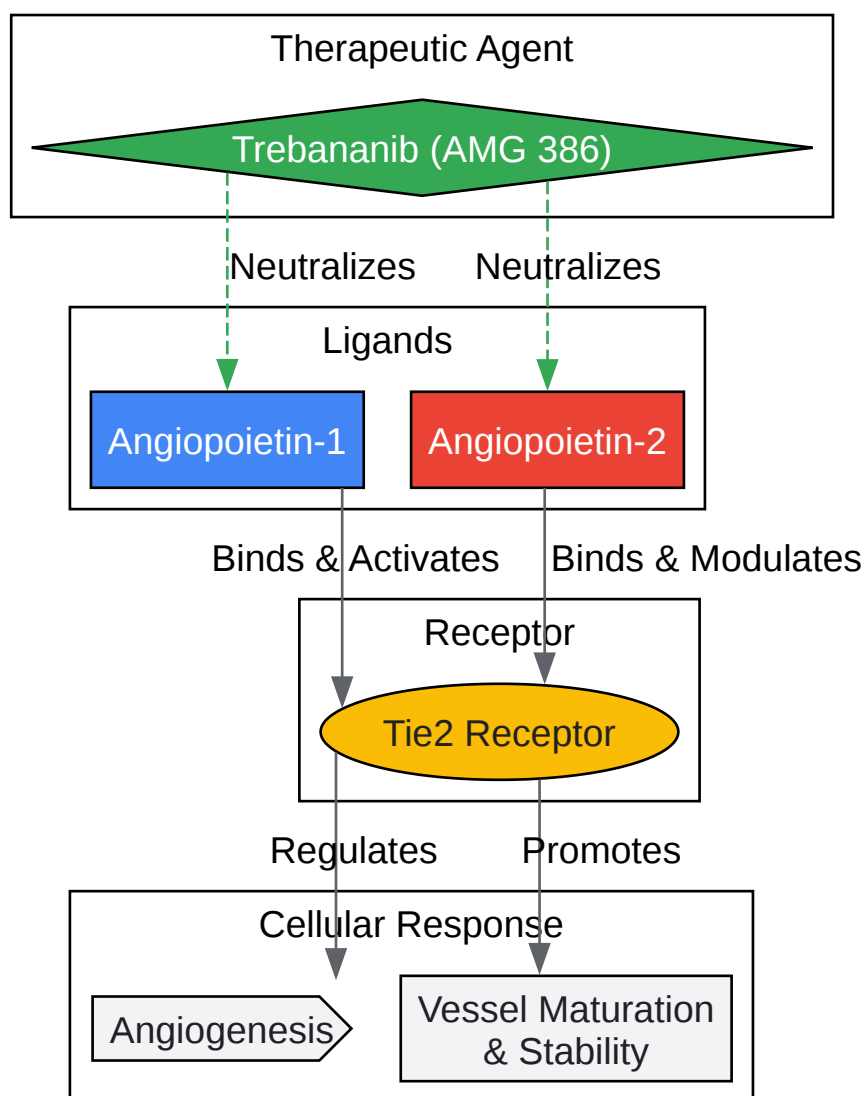 Therapeutic Agent
Trebananib (AMG 386)
Neutralizes
Neutralizes
Ligands
Angiopoietin-1
Angiopoietin-2
Binds & Activates
Binds & Modulates
Receptor
Tie2 Receptor
Regulates
Promotes
Cellular Response
Angiogenesis
Vessel Maturation
& Stability